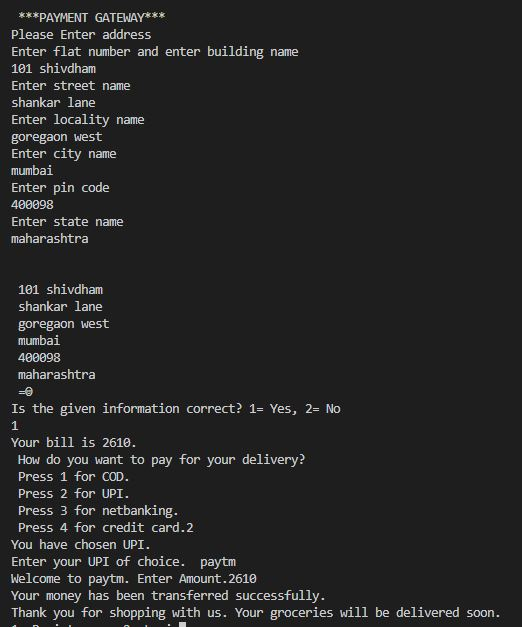 ***PAYMENT GATEWAY***
Please Enter address
Enter flat number and enter building name
101 shivdham
Enter street name
shankar lane
Enter locality name
goregaon west
Enter city name
mumbai
Enter pin code
400098
Enter state name
maharashtra
101 shivdham
shankar lane
goregaon west
mumbai
400098
maharashtra
=0
Is the given information correct? 1= Yes, 2= No
1
Your bill is 2610.
How do you want to pay for your delivery?
Press 1 for COD.
Press 2 for UPI.
Press 3 for netbanking.
Press 4 for credit card.2
You have chosen UPI.
Enter your UPI of choice.  paytm
Welcome to paytm. Enter Amount.2610
Your money has been transferred successfully.
Thank you for shopping with us. Your groceries will be delivered soon.